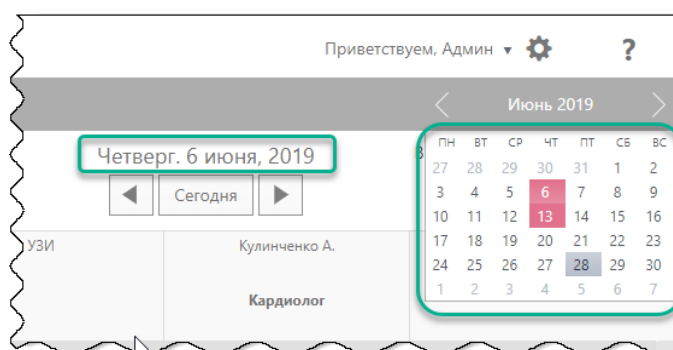 Приветствуем, Админ
?
Июнь 2019
Четверг. 6 июня, 2019
Сегодня
ПН ВТ СР ЧТ ПТ СБ ВС
27 28 29 30 31 1 2
3 4 5 6 7 8 9
10 11 12 13 14 15 16
17 18 19 20 21 22 23
24 25 26 27 28 29 30
1 2 3 4 5 6 7
УЗИ
Кулинченко А.
Кардиолог